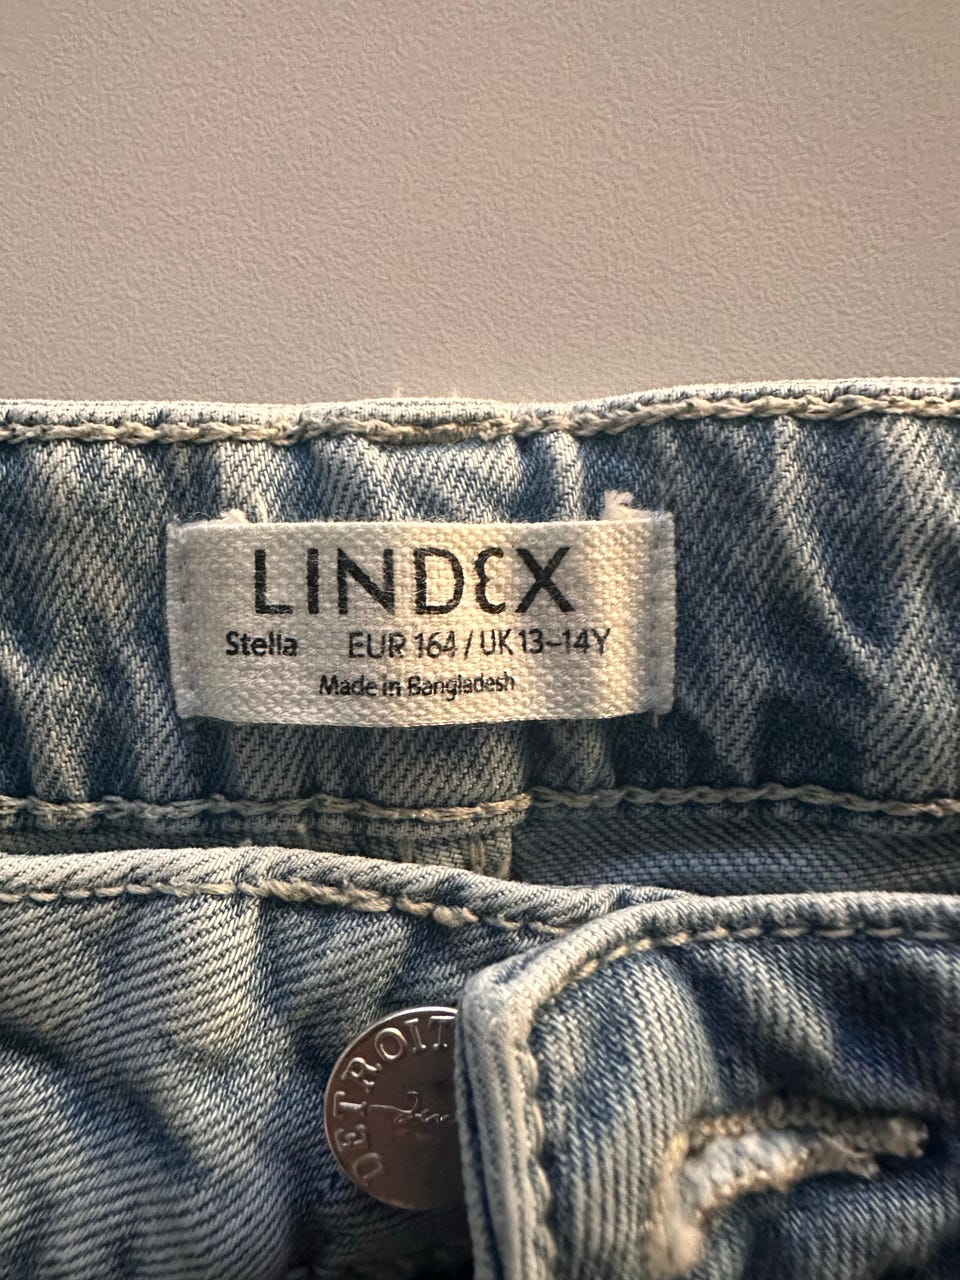 LINDEX
Stella EUR 164 / UK 13-14Y
Made in Bangladesh
DETROIT